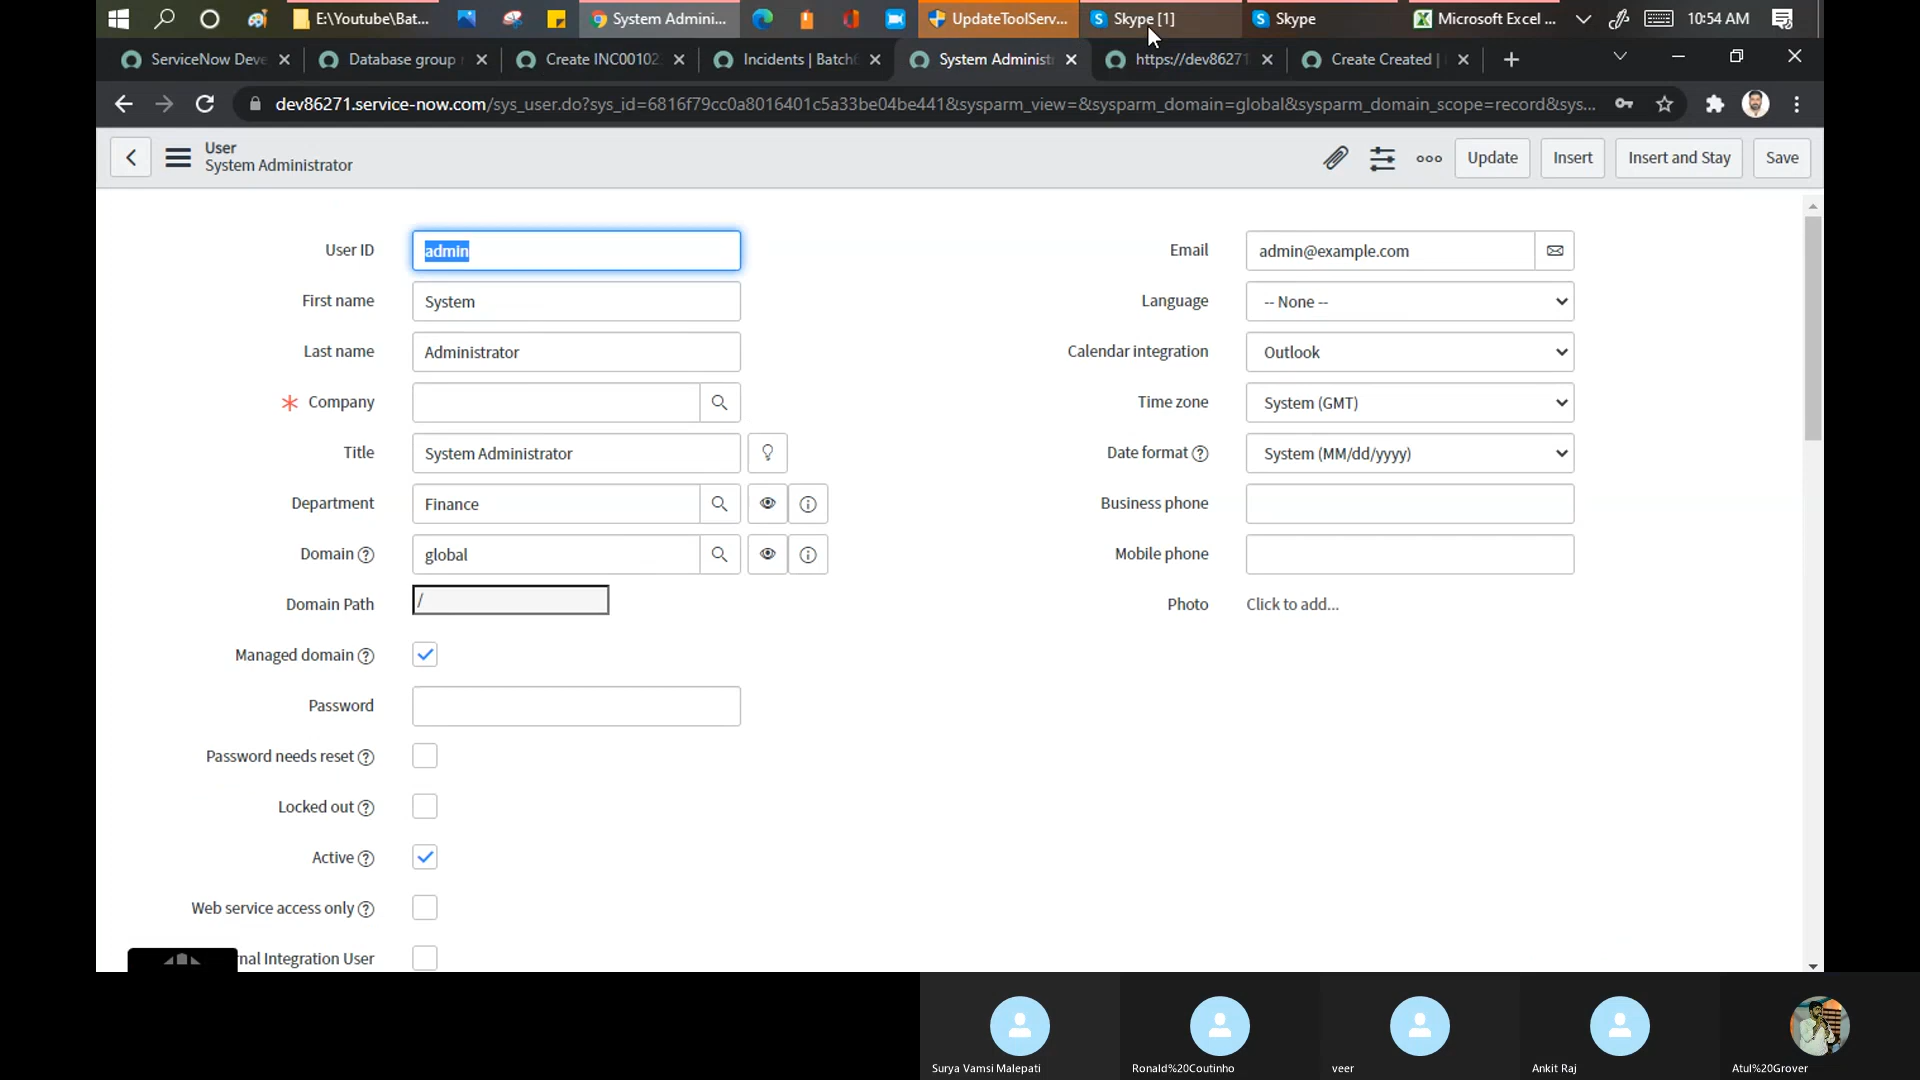 E:\Youtube\Bat...
System Admini...
UpdateToolServ...
Skype [1]
Skype
Microsoft Excel ...
10:54 AM
ServiceNow Deve
Database group
Create INC00102
Incidents | Batch
System Administ
https://dev86271
Create Created |
dev86271.service-now.com/sys_user.do?sys_id=6816f79cc0a8016401c5a33be04be441&sysparm_view=&sysparm_domain=global&sysparm_domain_scope=record&sys...
User
System Administrator
Update
Insert
Insert and Stay
Save
User ID
admin
First name
System
Last name
Administrator
Company
Title
System Administrator
Department
Finance
Domain
global
Domain Path
/
Managed domain
Password
Password needs reset
Locked out
Active
Web service access only
rnal Integration User
Email
admin@example.com
Language
-- None --
Calendar integration
Outlook
Time zone
System (GMT)
Date format
System (MM/dd/yyyy)
Business phone
Mobile phone
Photo
Click to add...
Surya Vamsi Malepati
Ronald%20Coutinho
veer
Ankit Raj
Atul%20Grover